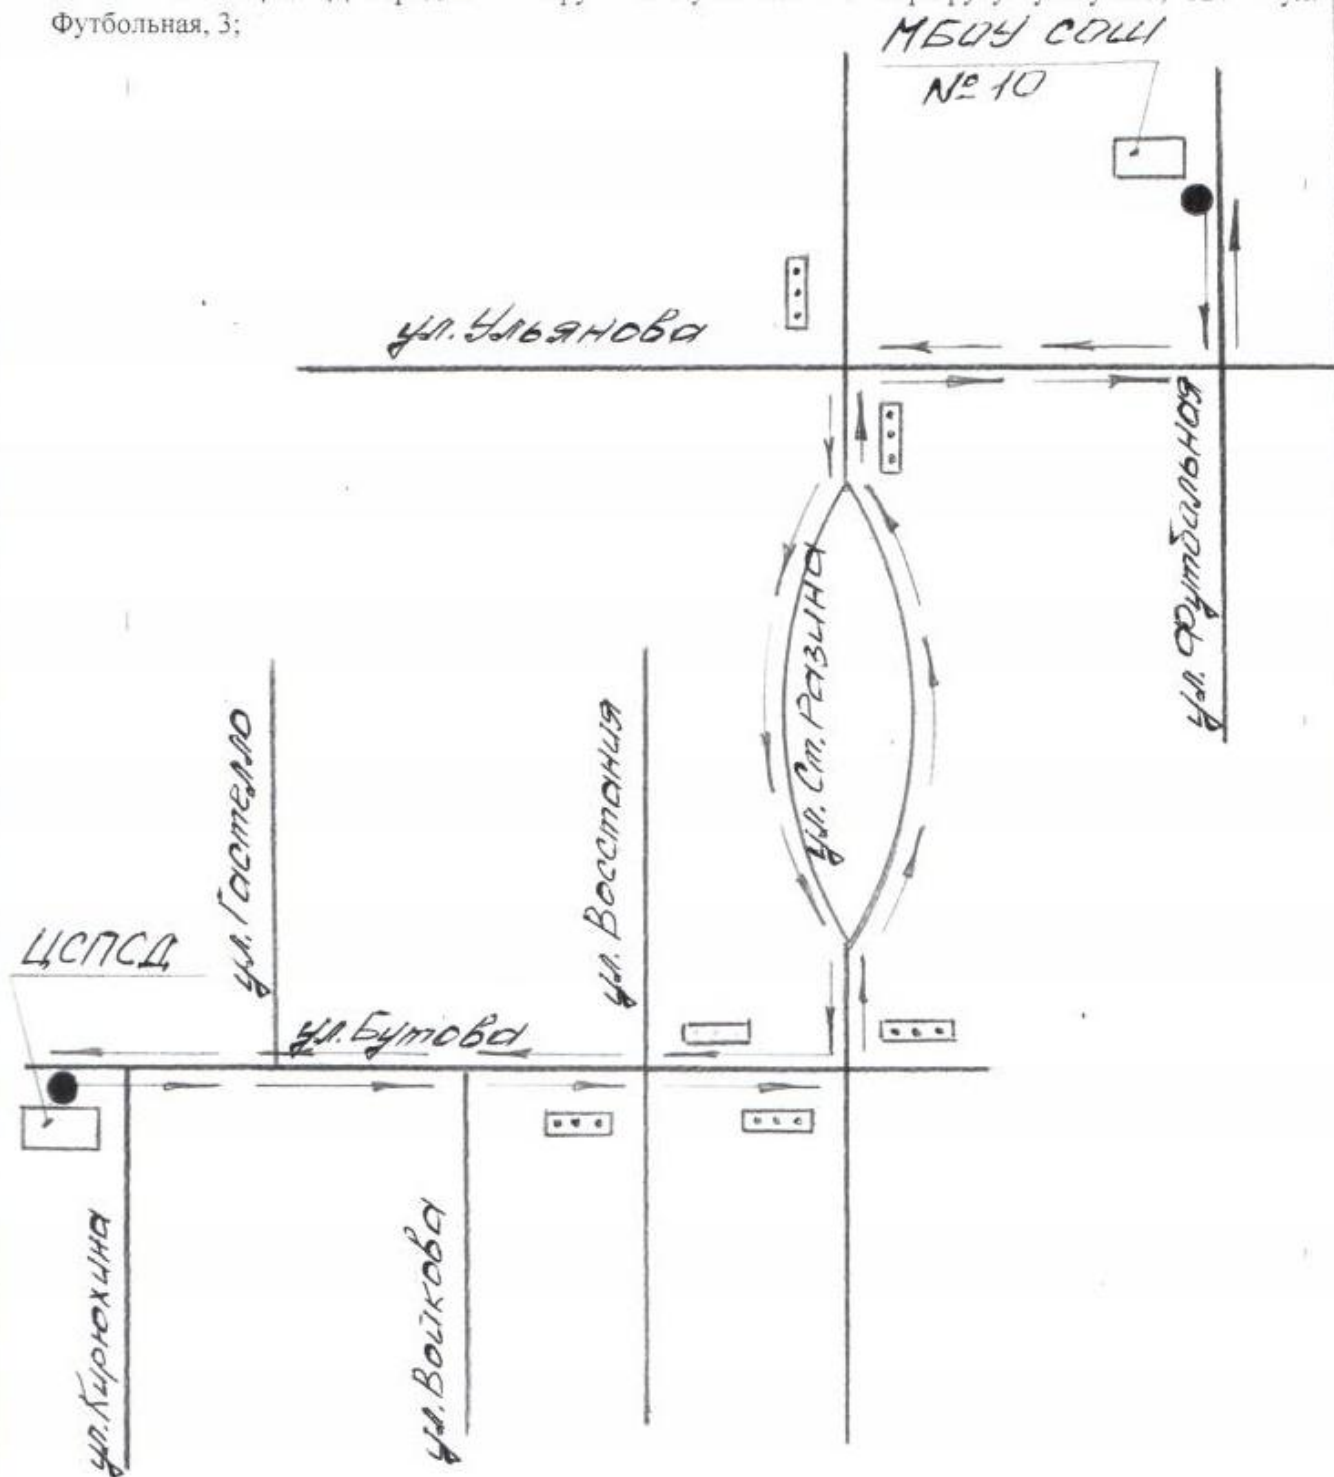 Футбольная, 3;
МБОУ СОШ
№ 10
ул. Ульянова
ул. Футбольная
ул. Ст. Разина
ул. Гастелло
ул. Восстания
ЦСПСД
ул. Бутова
ул. Кирюхина
ул. Войкова